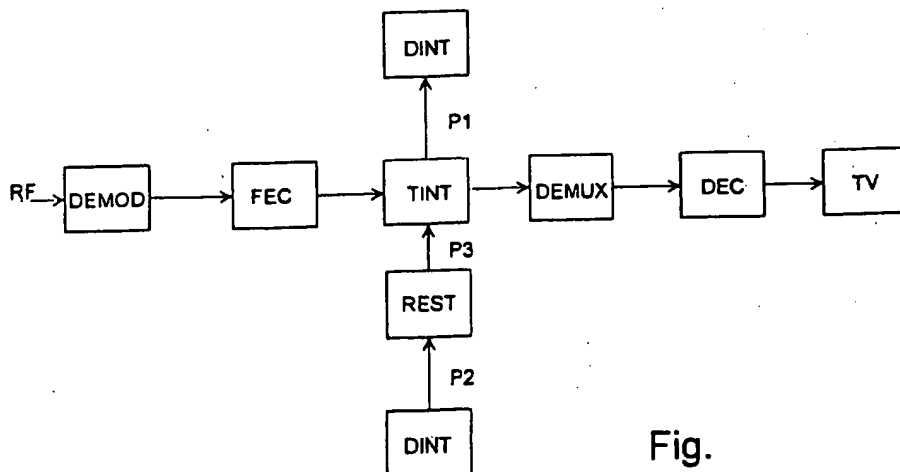 DINT
P1
RF
DEMOD
FEC
TINT
DEMUX
DEC
TV
P3
REST
P2
DINT
Fig.